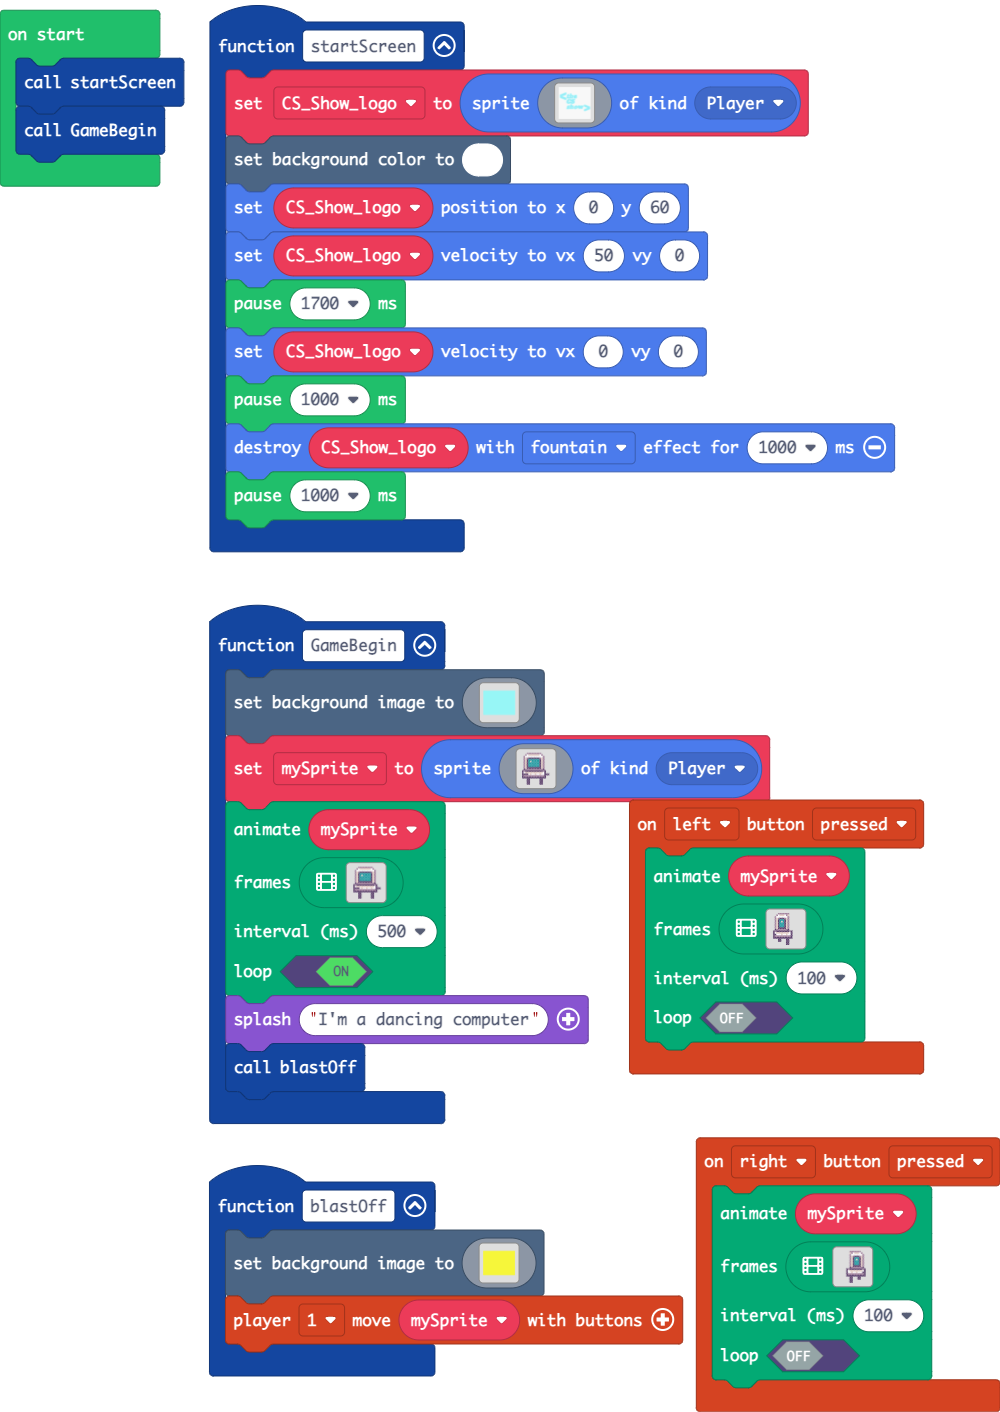 on start
call startScreen
call GameBegin
function startScreen
set CS_Show_logo to sprite of kind Player
set background color to
set CS_Show_logo position to x 0 y 60
set CS_Show_logo velocity to vx 50 vy 0
pause 1700 ms
set CS_Show_logo velocity to vx 0 vy 0
pause 1000 ms
destroy CS_Show_logo with fountain effect for 1000 ms
pause 1000 ms
function GameBegin
set background image to
set mySprite to sprite of kind Player
animate mySprite
frames
interval (ms) 500
loop ON
splash "I'm a dancing computer"
call blastOff
on left button pressed
animate mySprite
frames
interval (ms) 100
loop OFF
function blastOff
set background image to
player 1 move mySprite with buttons
on right button pressed
animate mySprite
frames
interval (ms) 100
loop OFF